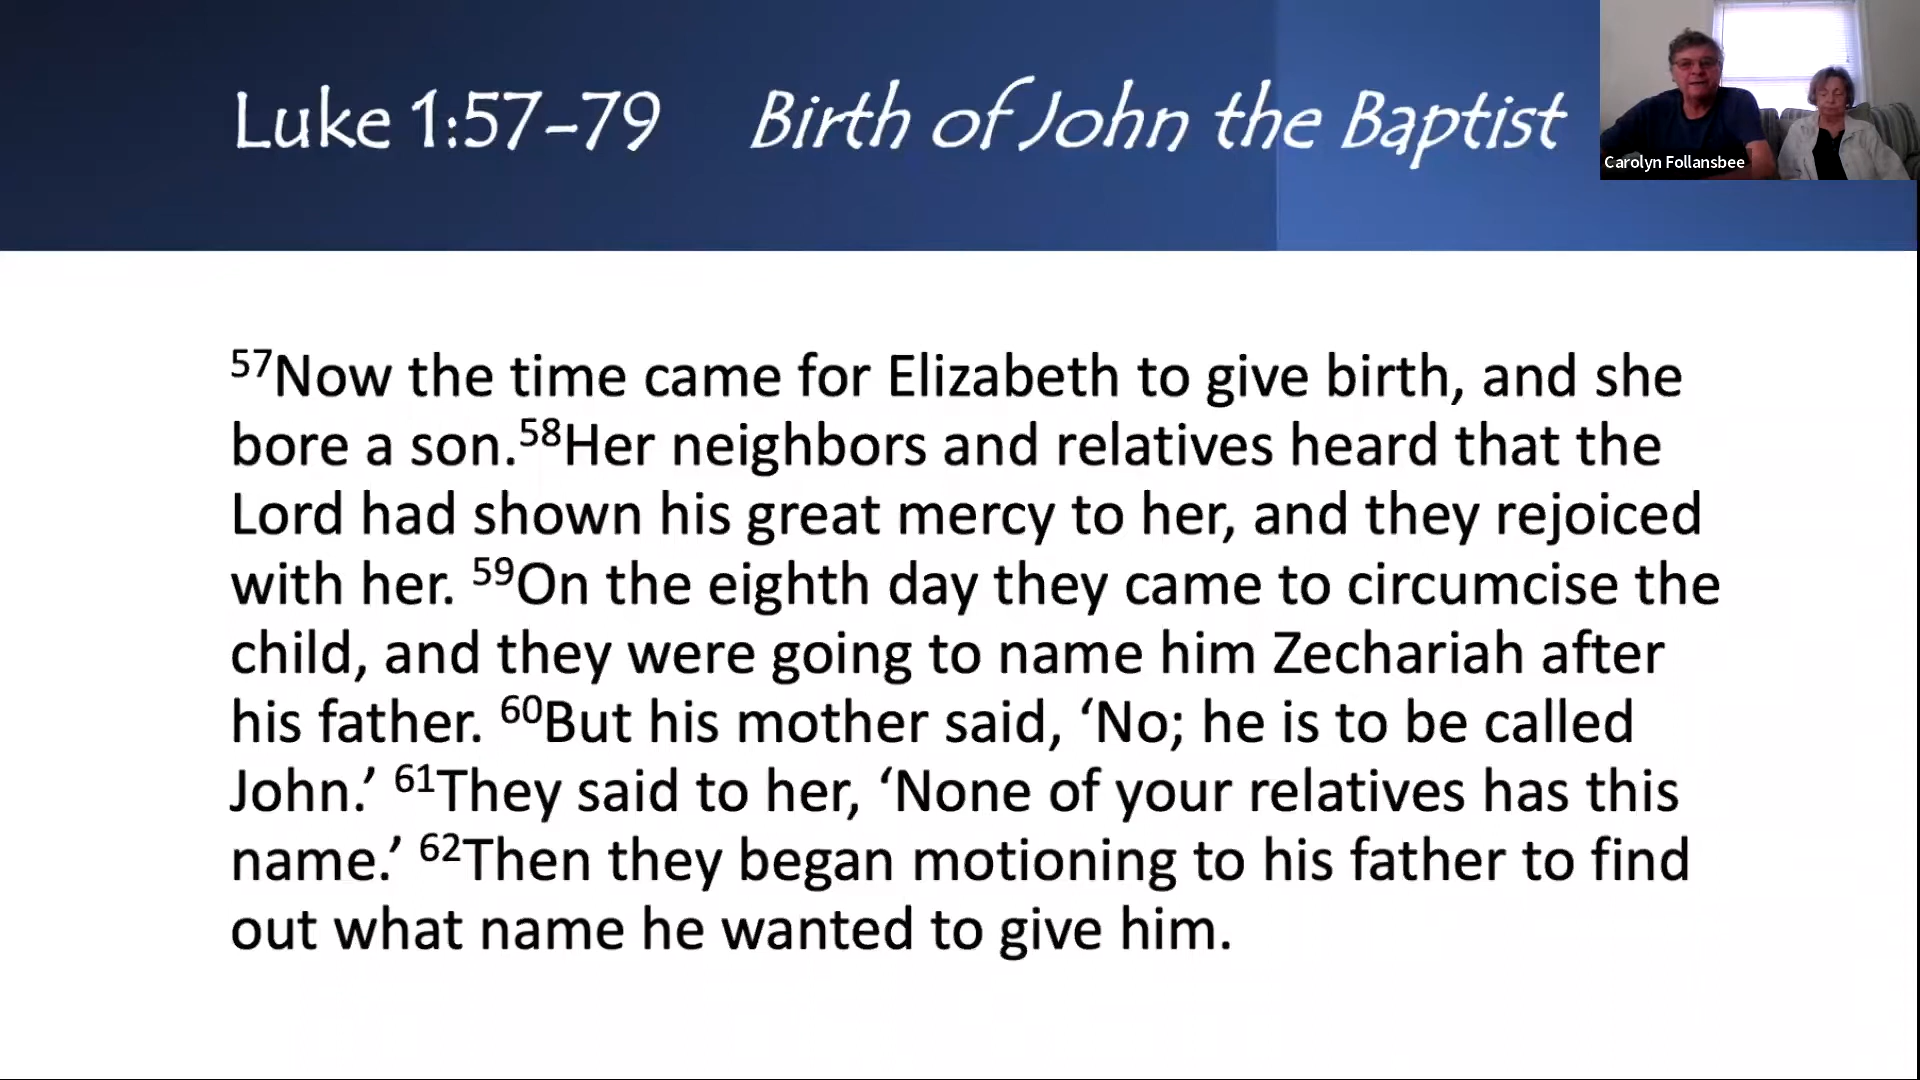 Luke 1:57-79 Birth of John the Baptist
Carolyn Follansbee
57Now the time came for Elizabeth to give birth, and she
bore a son.58Her neighbors and relatives heard that the
Lord had shown his great mercy to her, and they rejoiced
with her. 59On the eighth day they came to circumcise the
child, and they were going to name him Zechariah after
his father. 60But his mother said, ‘No; he is to be called
John.’ 61They said to her, ‘None of your relatives has this
name.’ 62Then they began motioning to his father to find
out what name he wanted to give him.